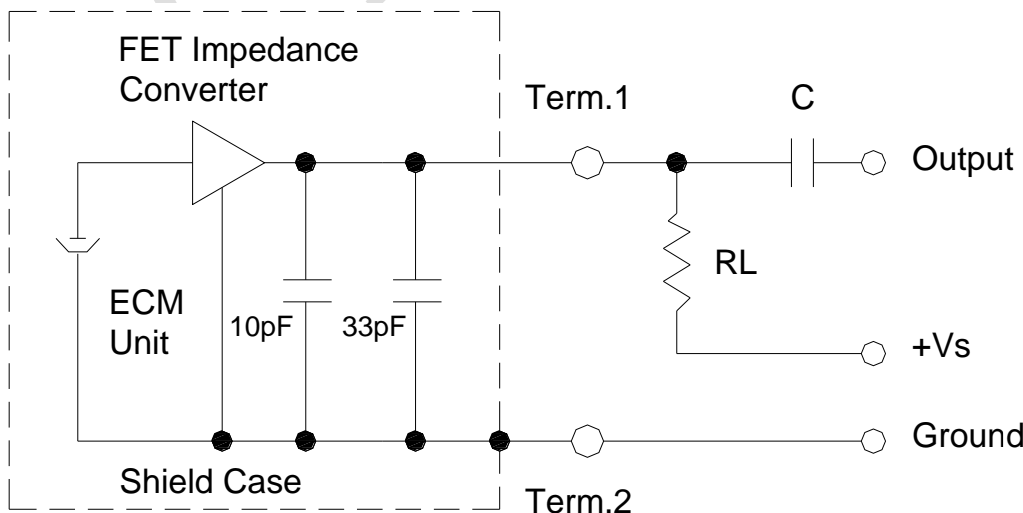 FET Impedance
Converter
Term.1
C
Output
RL
ECM
Unit
10pF
33pF
+Vs
Ground
Shield Case
Term.2